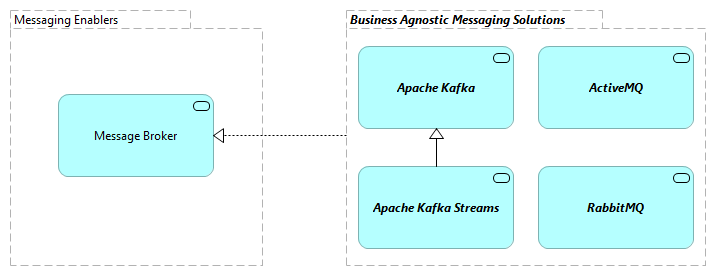 Messaging Enablers
Message Broker
Business Agnostic Messaging Solutions
Apache Kafka
ActiveMQ
Apache Kafka Streams
RabbitMQ